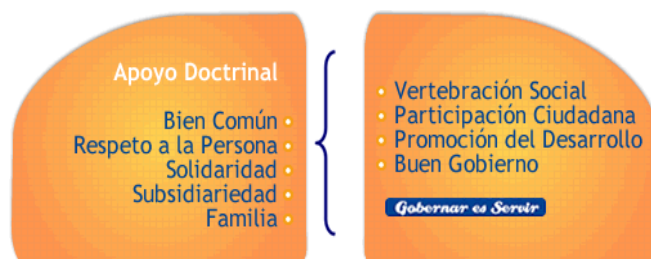 Apoyo Doctrinal
Bien Común
Respeto a la Persona
Solidaridad
Subsidiariedad
Familia
Vertebración Social
Participación Ciudadana
Promoción del Desarrollo
Buen Gobierno
Gobernar es Servir